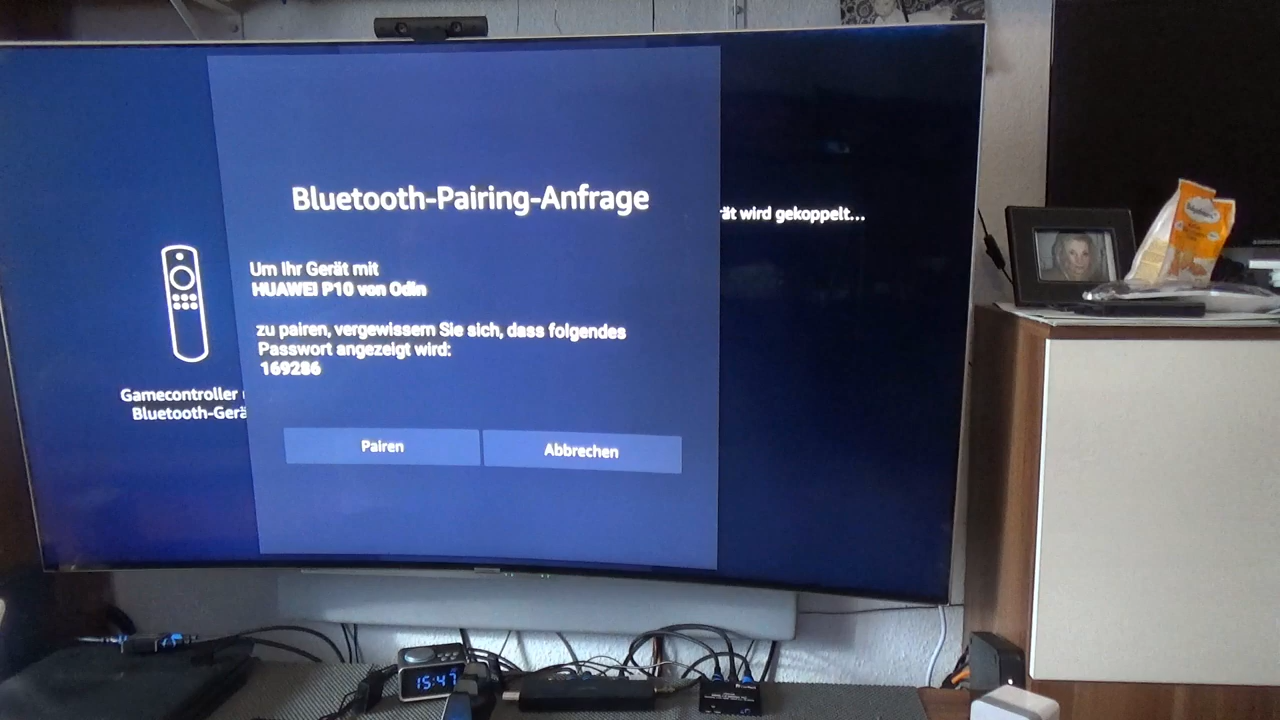 Bluetooth-Pairing-Anfrage
rät wird gekoppelt...
Um Ihr Gerät mit
HUAWEI P10 von Odin
zu pairen, vergewissern Sie sich, dass folgendes
Passwort angezeigt wird:
169286
Gamecontroller
Bluetooth-Gerä
Pairen
Abbrechen
15:47